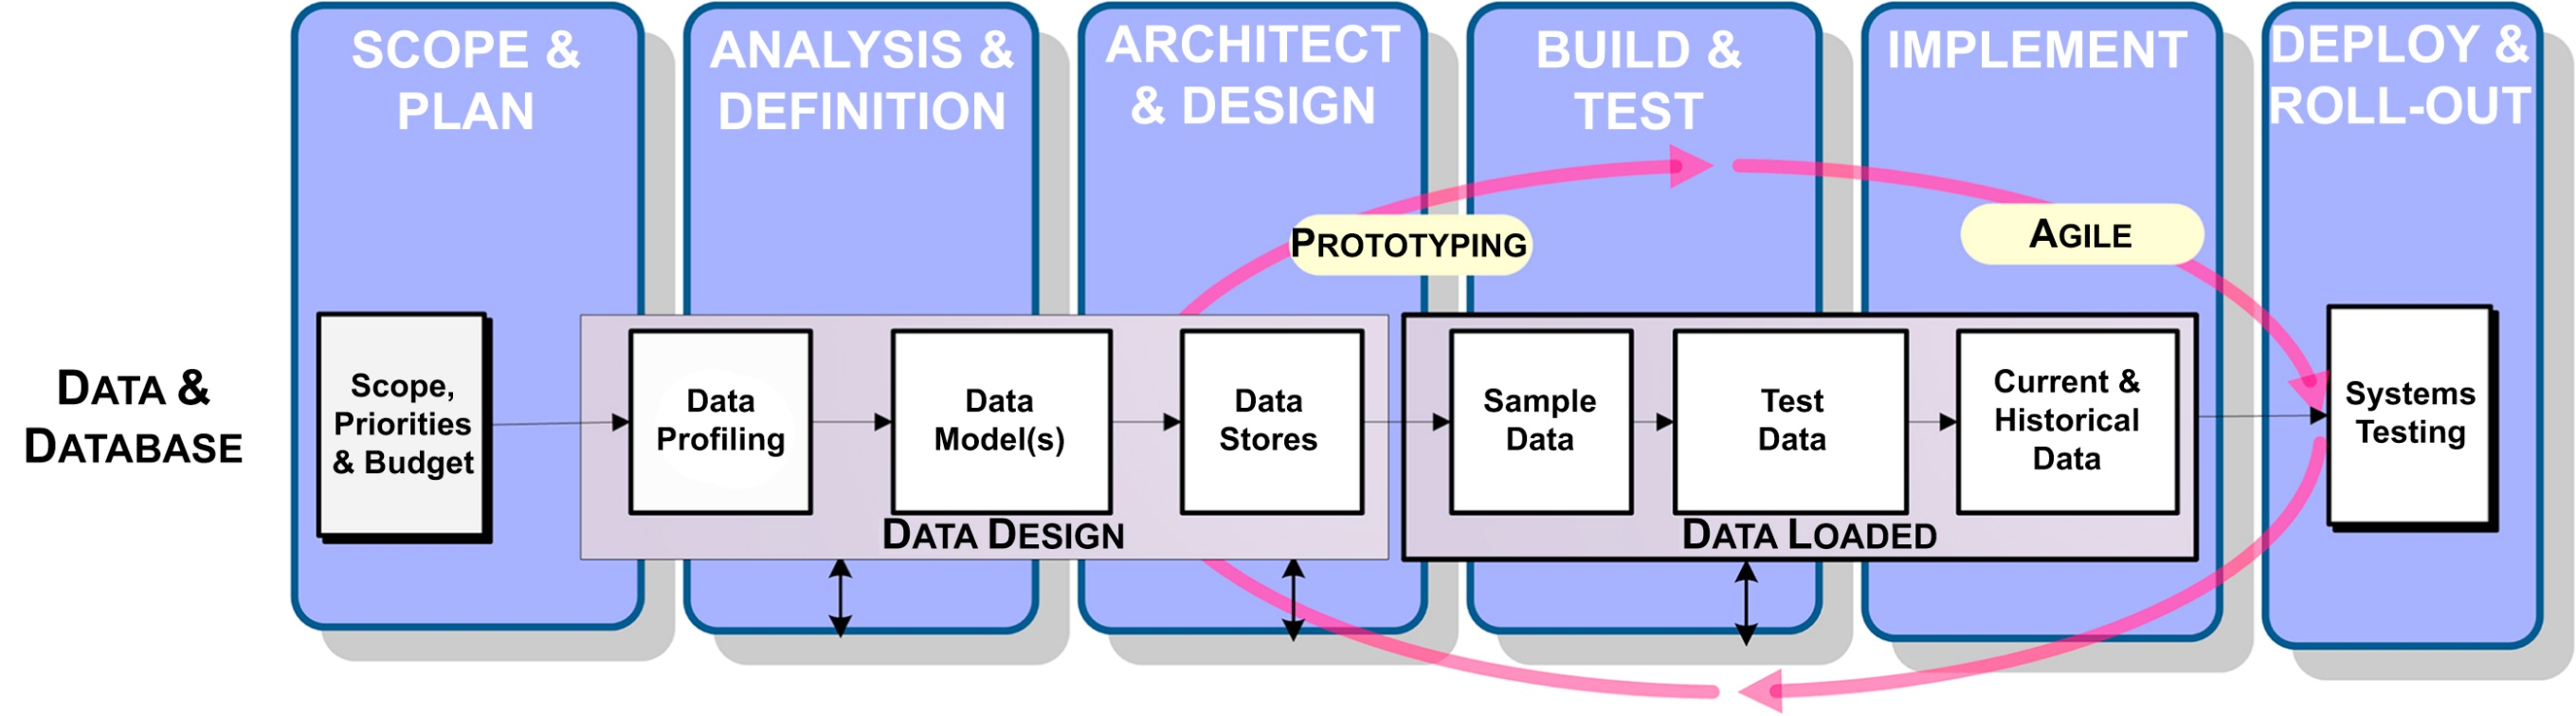 SCOPE &
PLAN
ANALYSIS &
DEFINITION
ARCHITECT
& DESIGN
BUILD &
TEST
IMPLEMENT
DEPLOY &
ROLL-OUT
PROTOTYPING
AGILE
DATA &
DATABASE
Scope,
Priorities
& Budget
Data
Profiling
Data
Model(s)
Data
Stores
DATA DESIGN
Sample
Data
Test
Data
Current &
Historical
Data
DATA LOADED
Systems
Testing